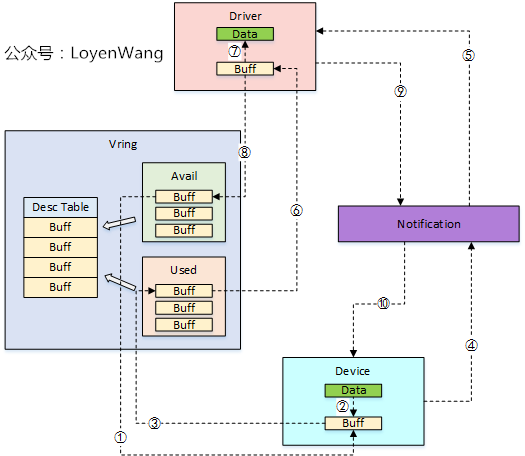 Driver
Data
⑦
Buff
公众号：LoyenWang
⑤
⑨
Vring
⑧
Avail
Buff
Buff
Buff
Desc Table
Buff
Buff
Buff
Buff
⑥
Notification
Used
Buff
Buff
Buff
⑩
④
Device
Data
②
Buff
③
①